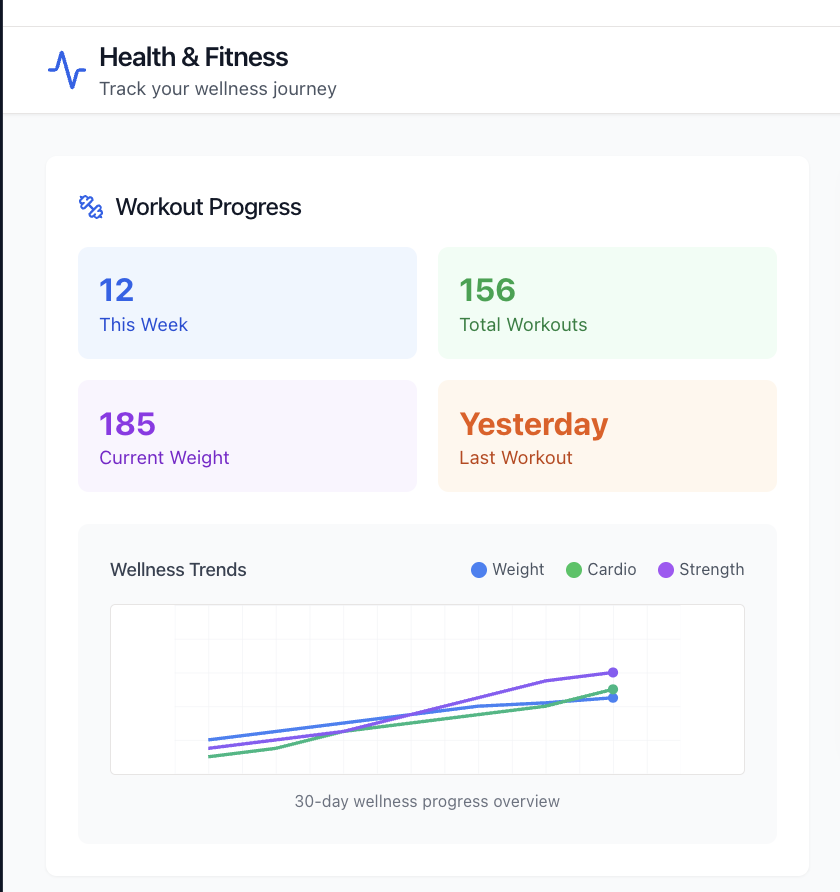 Health & Fitness
Track your wellness journey
Workout Progress
12
This Week
156
Total Workouts
185
Current Weight
Yesterday
Last Workout
Wellness Trends
Weight
Cardio
Strength
30-day wellness progress overview